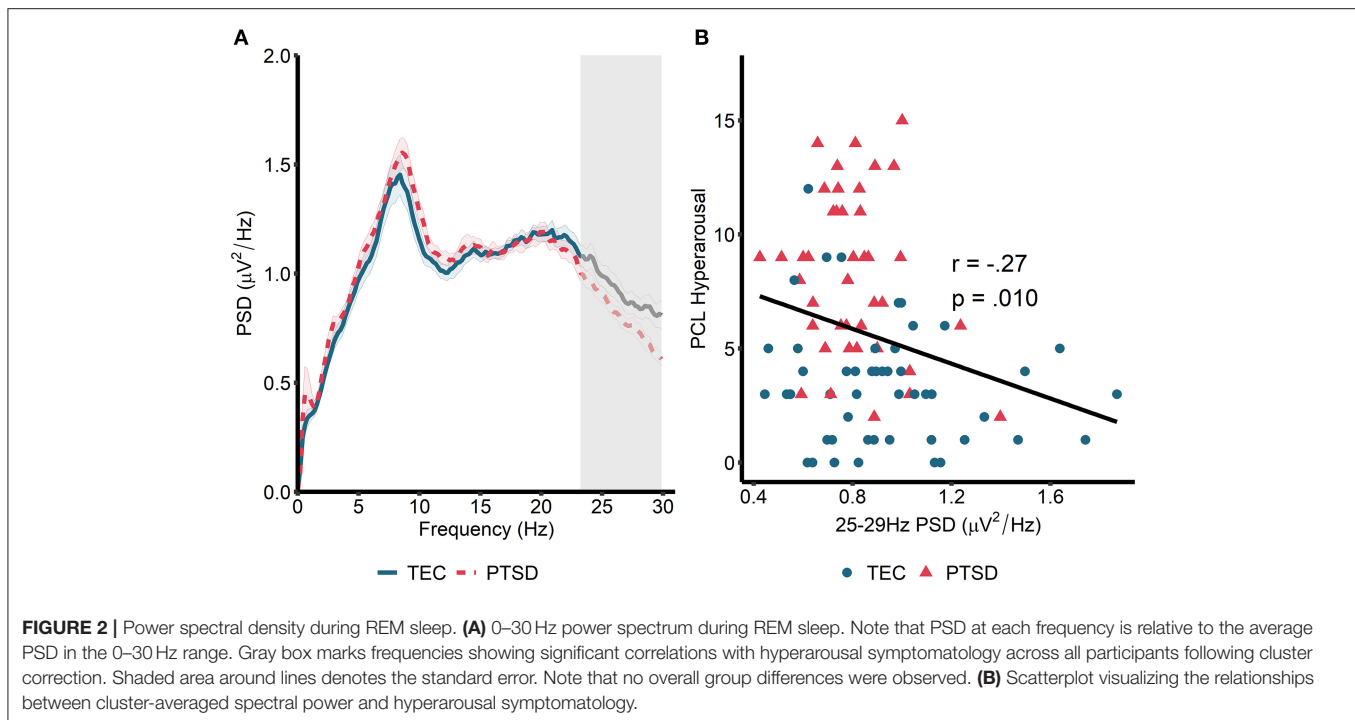 A
B
2.0
1.5
1.0
0.5
0.0
PSD (μV²/Hz)
0 5 10 15 20 25 30
Frequency (Hz)
TEC PTSD
15
10
5
0
PCL Hyperarousal
r = -.27
p = .010
0.4 0.8 1.2 1.6
25-29Hz PSD (μV²/Hz)
TEC PTSD
FIGURE 2 | Power spectral density during REM sleep. (A) 0–30 Hz power spectrum during REM sleep. Note that PSD at each frequency is relative to the average
PSD in the 0–30 Hz range. Gray box marks frequencies showing significant correlations with hyperarousal symptomatology across all participants following cluster
correction. Shaded area around lines denotes the standard error. Note that no overall group differences were observed. (B) Scatterplot visualizing the relationships
between cluster-averaged spectral power and hyperarousal symptomatology.